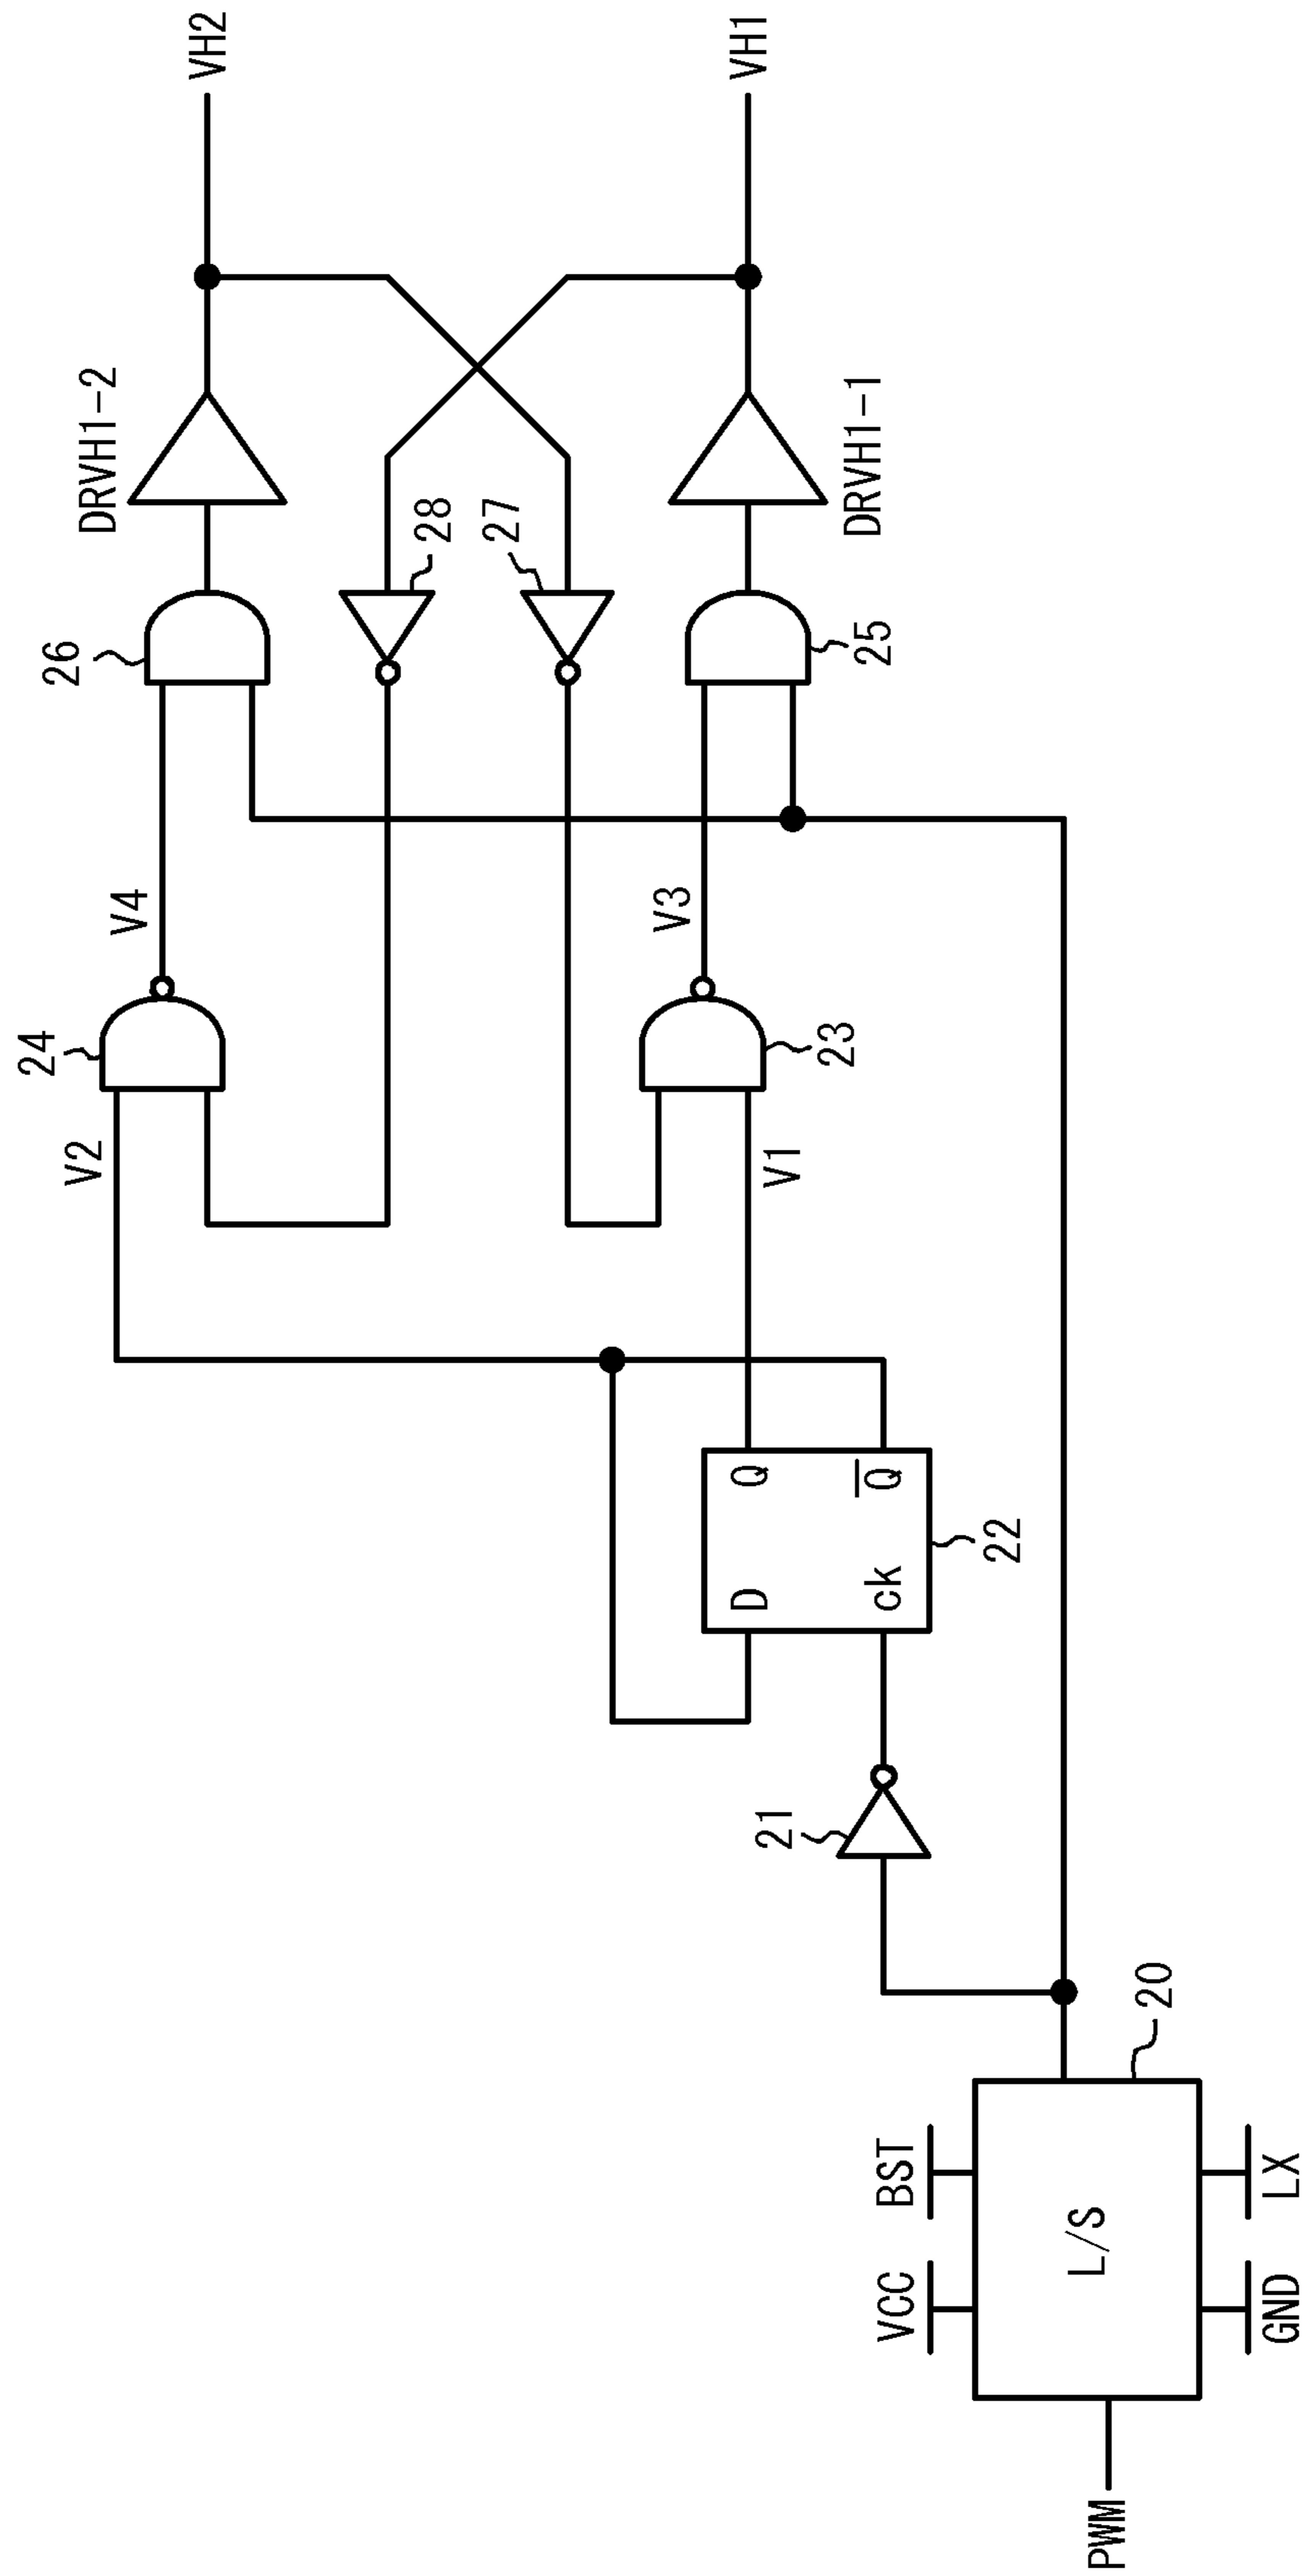 PWM
VCC
BST
L/S
GND
LX
20
21
D
Q
ck
Q
22
V2
V1
24
23
V4
V3
26
25
28
27
DRVH1-2
DRVH1-1
VH2
VH1